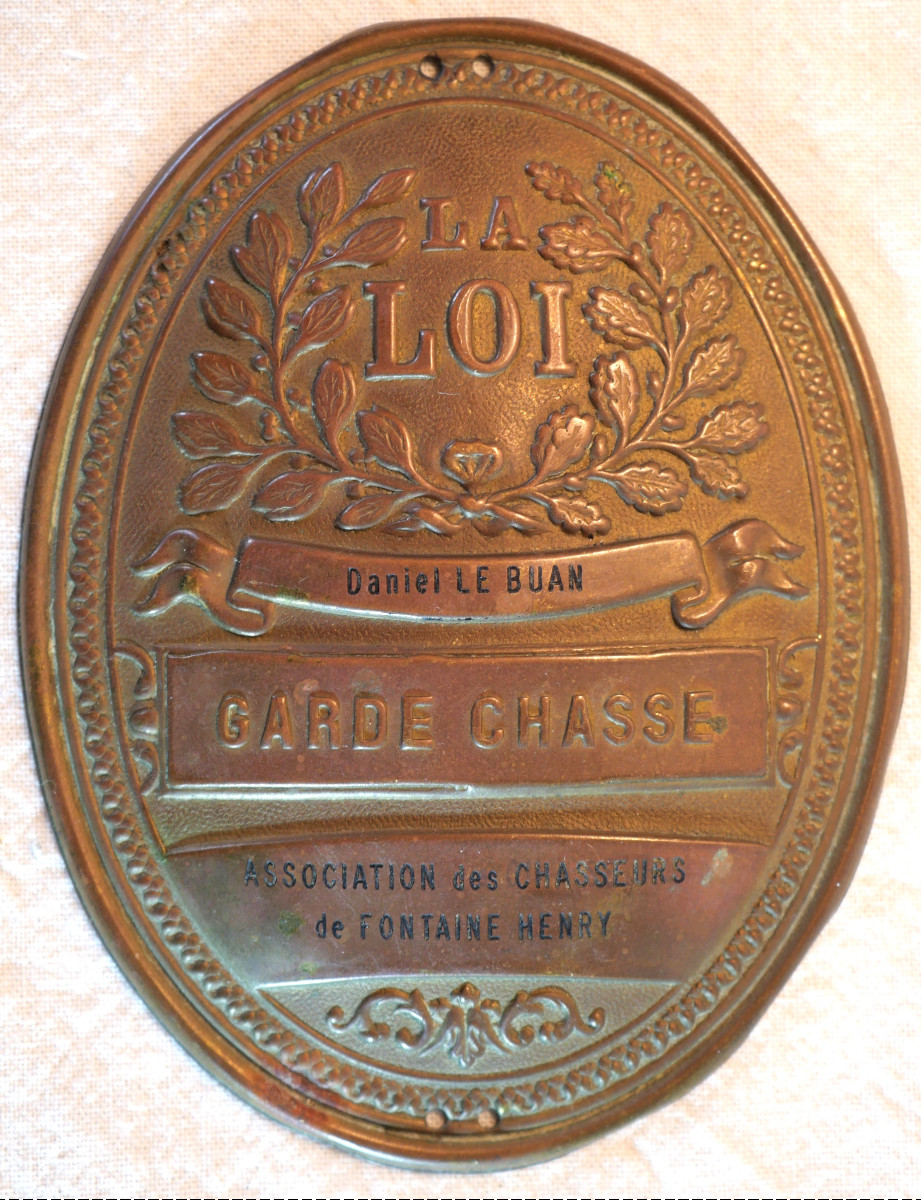 LA
LOI
Daniel LE BUAN
GARDE CHASSE
ASSOCIATION des CHASSEURS
de FONTAINE HENRY